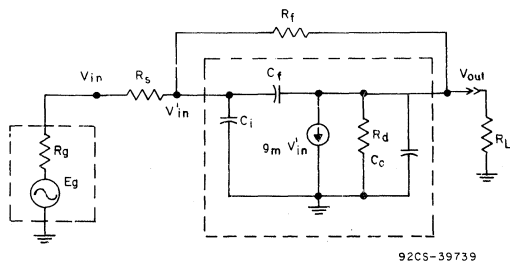 Rf
Vin
Rs
V'in
Cf
Vout
Ci
gm V'in
Rd
Cc
RL
Rg
Eg
92CS-39739